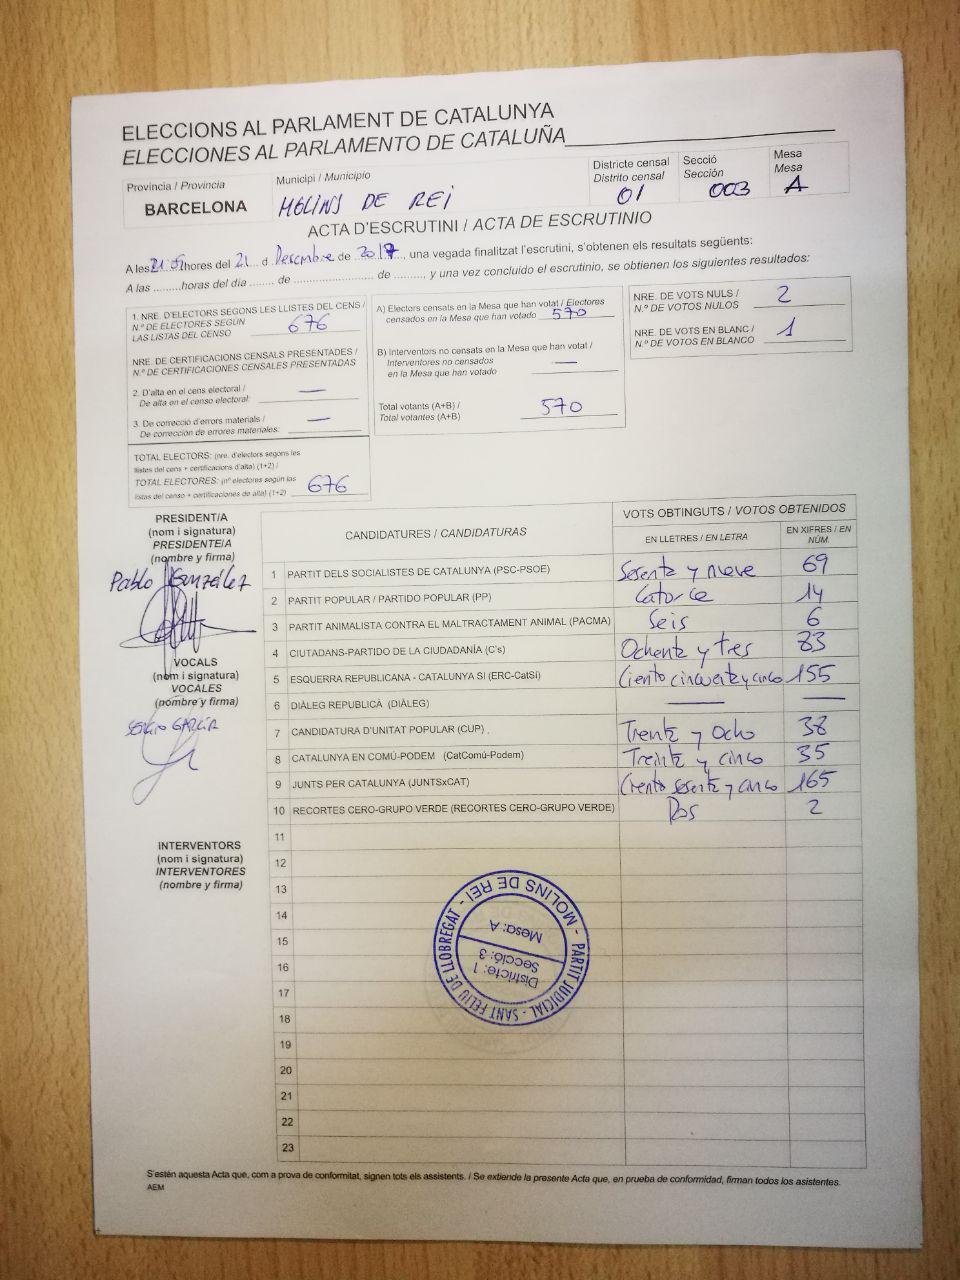 ELECCIONS AL PARLAMENT DE CATALUNYA
ELECCIONES AL PARLAMENTO DE CATALUÑA
Provincia / Provincia
BARCELONA
Municipi / Municipio
MOLINS DE REI
Districte censal
Distrito censal
01
Secció
Sección
003
Mesa
Mesa
A
ACTA D'ESCRUTINI / ACTA DE ESCRUTINIO
A les 21:05 hores del 21 d Desembre de 2017, una vegada finalitzat l'escrutini, s'obtenen els resultats següents:
A las ......... horas del día ........ de ........................ de ........., y una vez concluido el escrutinio, se obtienen los siguientes resultados:
1. NRE. D'ELECTORS SEGONS LES LLISTES DEL CENS /
N.º DE ELECTORES SEGÚN
LAS LISTAS DEL CENSO 676
NRE. DE CERTIFICACIONS CENSALS PRESENTADES /
N.º DE CERTIFICACIONES CENSALES PRESENTADAS
2. D'alta en el cens electoral /
De alta en el censo electoral: —
3. De correcció d'errors materials /
De corrección de errores materiales: —
TOTAL ELECTORS: (nre. d'electors segons les
llistes del cens + certificacions d'alta) (1+2) /
TOTAL ELECTORES: (nº electores según las
listas del censo + certificaciones de alta) (1+2) 676
A) Electors censats en la Mesa que han votat / Electores
censados en la Mesa que han votado 570
B) Interventors no censats en la Mesa que han votat /
Interventores no censados
en la Mesa que han votado —
Total votants (A+B) /
Total votantes (A+B) 570
NRE. DE VOTS NULS /
N.º DE VOTOS NULOS 2
NRE. DE VOTS EN BLANC /
N.º DE VOTOS EN BLANCO 1
PRESIDENT/A
(nom i signatura)
PRESIDENTE/A
(nombre y firma)
Pablo González
VOCALS
(nom i signatura)
VOCALES
(nombre y firma)
SERGIO GARCÍA
INTERVENTORS
(nom i signatura)
INTERVENTORES
(nombre y firma)
CANDIDATURES / CANDIDATURAS
VOTS OBTINGUTS / VOTOS OBTENIDOS
EN LLETRES / EN LETRA
EN XIFRES / EN NÚM.
1 PARTIT DELS SOCIALISTES DE CATALUNYA (PSC-PSOE) Sesenta y nueve 69
2 PARTIT POPULAR / PARTIDO POPULAR (PP) Catorce 14
3 PARTIT ANIMALISTA CONTRA EL MALTRACTAMENT ANIMAL (PACMA) Seis 6
4 CIUTADANS-PARTIDO DE LA CIUDADANÍA (C's) Ochenta y tres 83
5 ESQUERRA REPUBLICANA - CATALUNYA SI (ERC-CatSí) Ciento cincuenta y cinco 155
6 DIÀLEG REPUBLICÀ (DIÀLEG) — —
7 CANDIDATURA D'UNITAT POPULAR (CUP) Trenta y Ocho 38
8 CATALUNYA EN COMÚ-PODEM (CatComú-Podem) Treinta y cinco 35
9 JUNTS PER CATALUNYA (JUNTSxCAT) Ciento sesenta y cinco 165
10 RECORTES CERO-GRUPO VERDE (RECORTES CERO-GRUPO VERDE) Dos 2
11
12
13
14
15
16
17
18
19
20
21
22
23
PARTIT JUDICIAL - SANT FELIU DE LLOBREGAT - MOLINS DE REI -
Districte: 1
Secció: 3
Mesa: A
S'estén aquesta Acta que, com a prova de conformitat, signen tots els assistents. / Se extiende la presente Acta que, en prueba de conformidad, firman todos los asistentes.
AEM